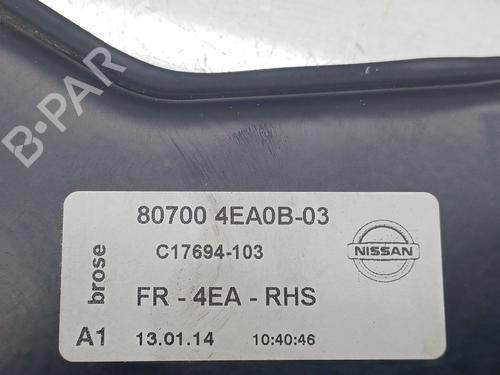 B-PAR
80700 4EA0B-03
C17694-103
NISSAN
brose
FR - 4EA - RHS
A1 13.01.14 10:40:46